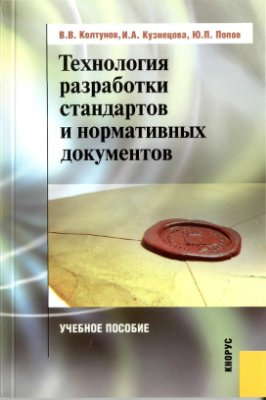 В.В. Колтунов, И.А. Кузнецова, Ю.П. Попов
Технология
разработки
стандартов
и нормативных
документов
УЧЕБНОЕ ПОСОБИЕ
КНОРУС